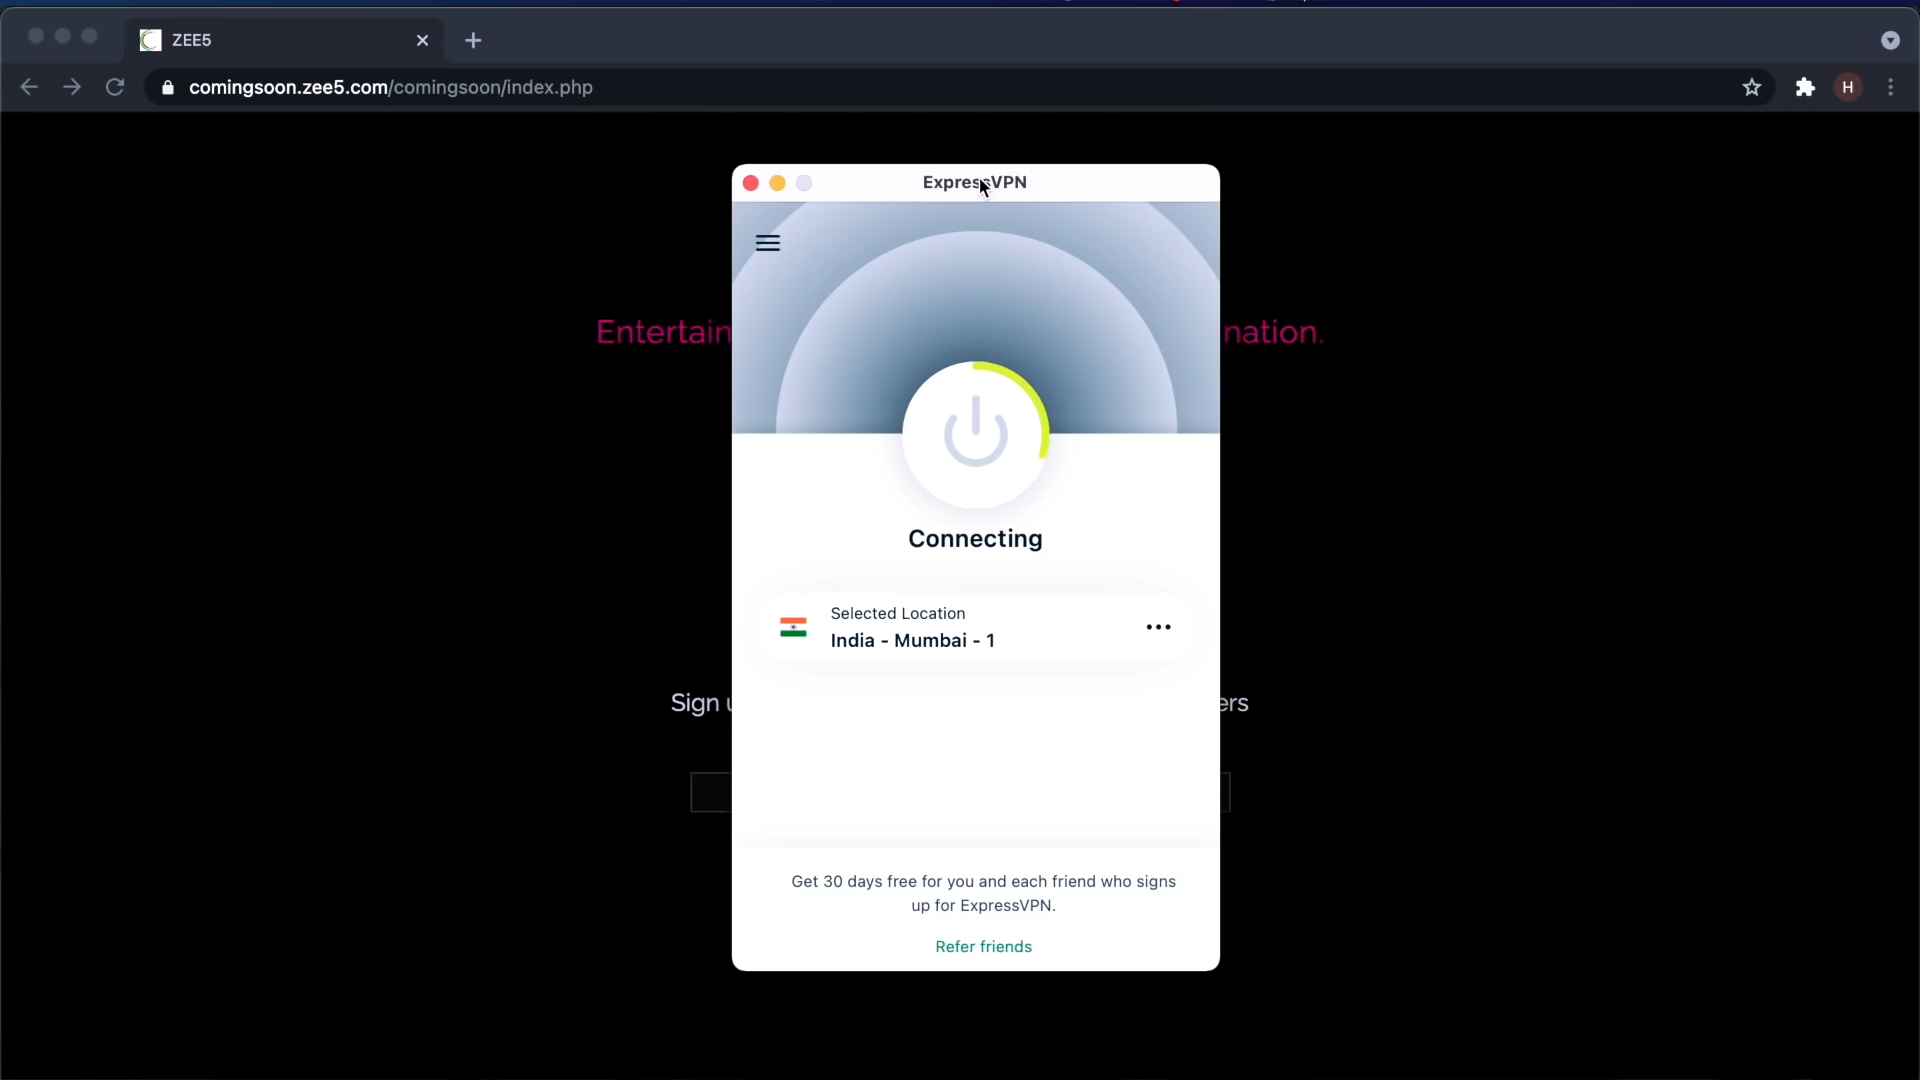 ZEE5
comingsoon.zee5.com/comingsoon/index.php
H
ExpressVPN
Entertain nation.
Connecting
Selected Location
India - Mumbai - 1
Sign ers
Get 30 days free for you and each friend who signs
up for ExpressVPN.
Refer friends